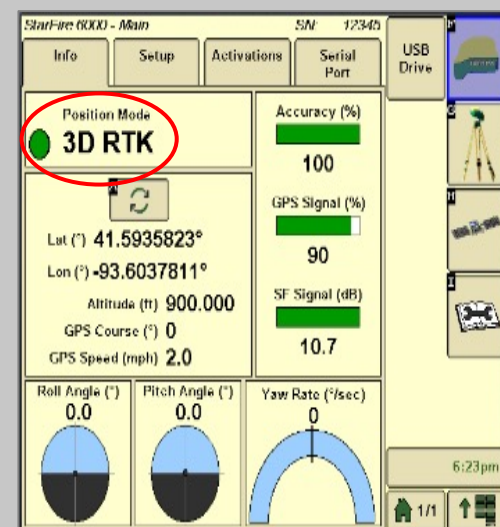 StarFire 6000 - Main SN: 12345
Info
Setup
Activations
Serial
Port
USB
Drive
Position Mode
3D RTK
Accuracy (%)
100
A
GPS Signal (%)
90
Lat (°) 41.5935823°
Lon (°) -93.6037811°
Altitude (ft) 900.000
GPS Course (°) 0
GPS Speed (mph) 2.0
SF Signal (dB)
10.7
Roll Angle (°)
0.0
Pitch Angle (°)
0.0
Yaw Rate (°/sec)
0
F
G
H
I
6:23pm
1/1